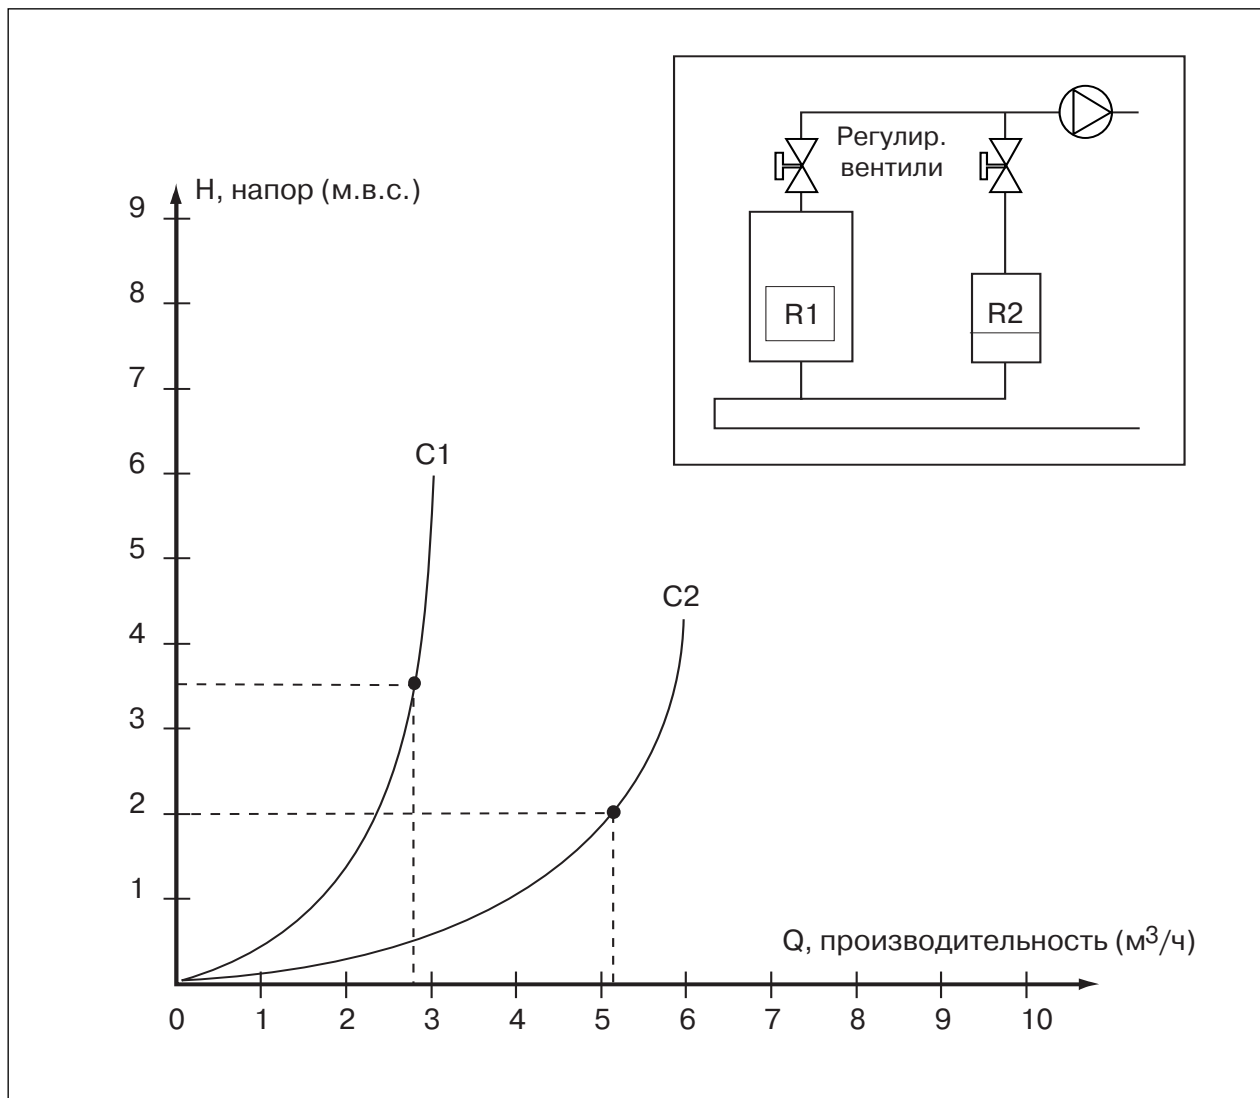 Регулир.
вентили
R1
R2
H, напор (м.в.с.)
9
8
7
6
5
4
3
2
1
C1
C2
Q, производительность (м³/ч)
0 1 2 3 4 5 6 7 8 9 10